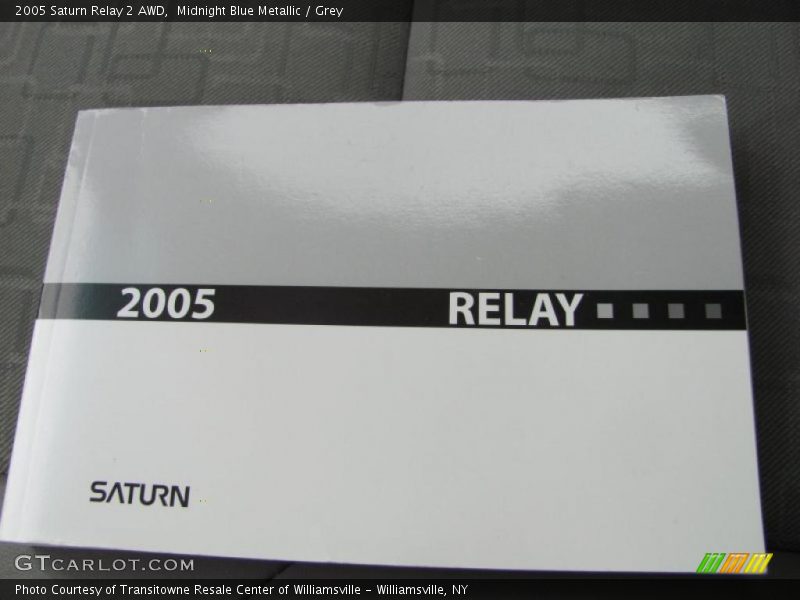 2005 Saturn Relay 2 AWD,  Midnight Blue Metallic / Grey
2005 RELAY
SATURN
GTCARLOT.COM
Photo Courtesy of Transitowne Resale Center of Williamsville – Williamsville, NY